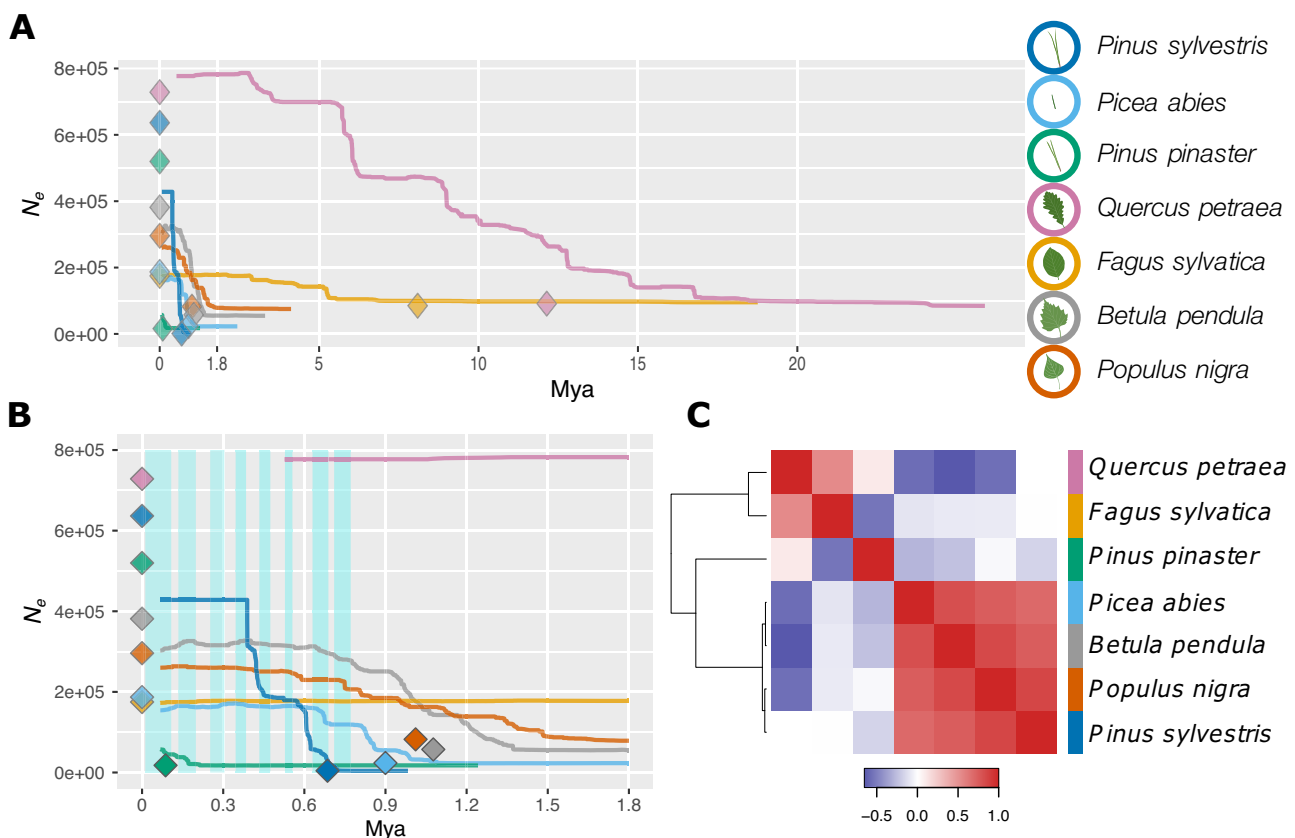 A
8e+05
6e+05
4e+05
2e+05
0e+00
Ne
0 1.8 5 10 15 20
Mya
Pinus sylvestris
Picea abies
Pinus pinaster
Quercus petraea
Fagus sylvatica
Betula pendula
Populus nigra
B
8e+05
6e+05
4e+05
2e+05
0e+00
Ne
0 0.3 0.6 0.9 1.2 1.5 1.8
Mya
C
Quercus petraea
Fagus sylvatica
Pinus pinaster
Picea abies
Betula pendula
Populus nigra
Pinus sylvestris
−0.5 0.0 0.5 1.0